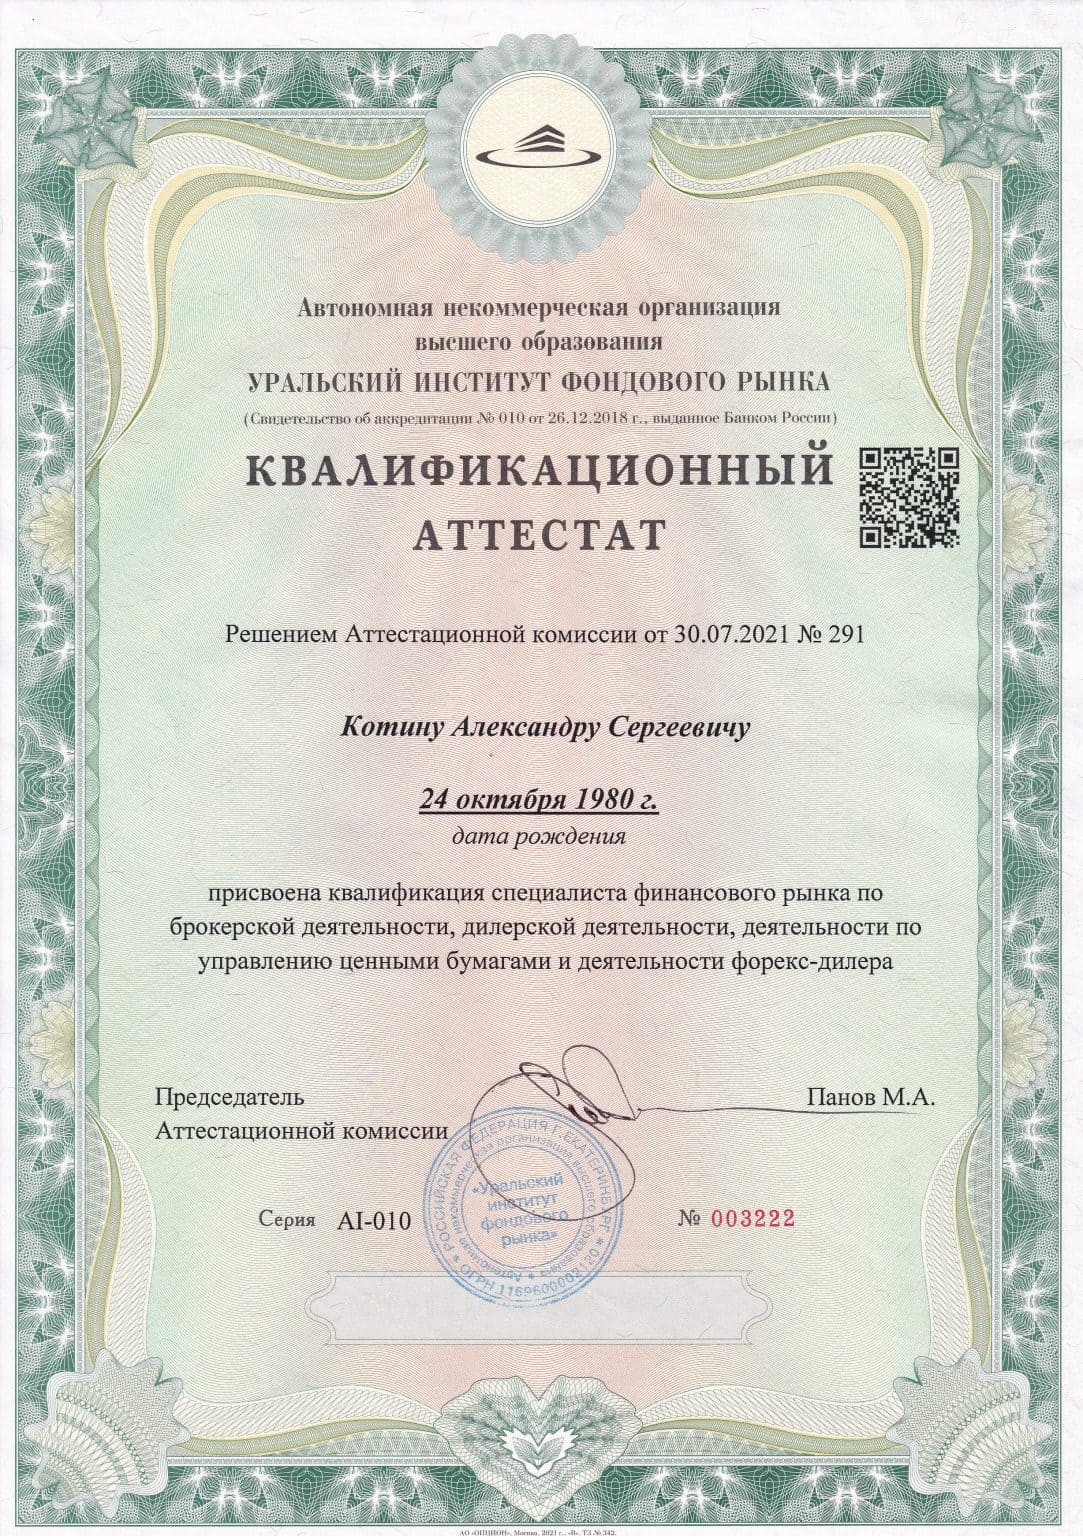 Автономная некоммерческая организация
высшего образования
УРАЛЬСКИЙ ИНСТИТУТ ФОНДОВОГО РЫНКА
(Свидетельство об аккредитации № 010 от 26.12.2018 г., выданное Банком России)
КВАЛИФИКАЦИОННЫЙ
АТТЕСТАТ
Решением Аттестационной комиссии от 30.07.2021 № 291
Котину Александру Сергеевичу
24 октября 1980 г.
дата рождения
присвоена квалификация специалиста финансового рынка по
брокерской деятельности, дилерской деятельности, деятельности по
управлению ценными бумагами и деятельности форекс-дилера
Председатель
Аттестационной комиссии
Панов М.А.
РОССИЙСКАЯ ФЕДЕРАЦИЯ Г. ЕКАТЕРИНБУРГ * ОГРН 1169600002120 *
Автономная некоммерческая организация высшего образования *
«Уральский
институт
фондового
рынка»
Серия АI-010
№ 003222
АО «ОПЦИОН», Москва, 2021 г., «В». ТЗ № 342.